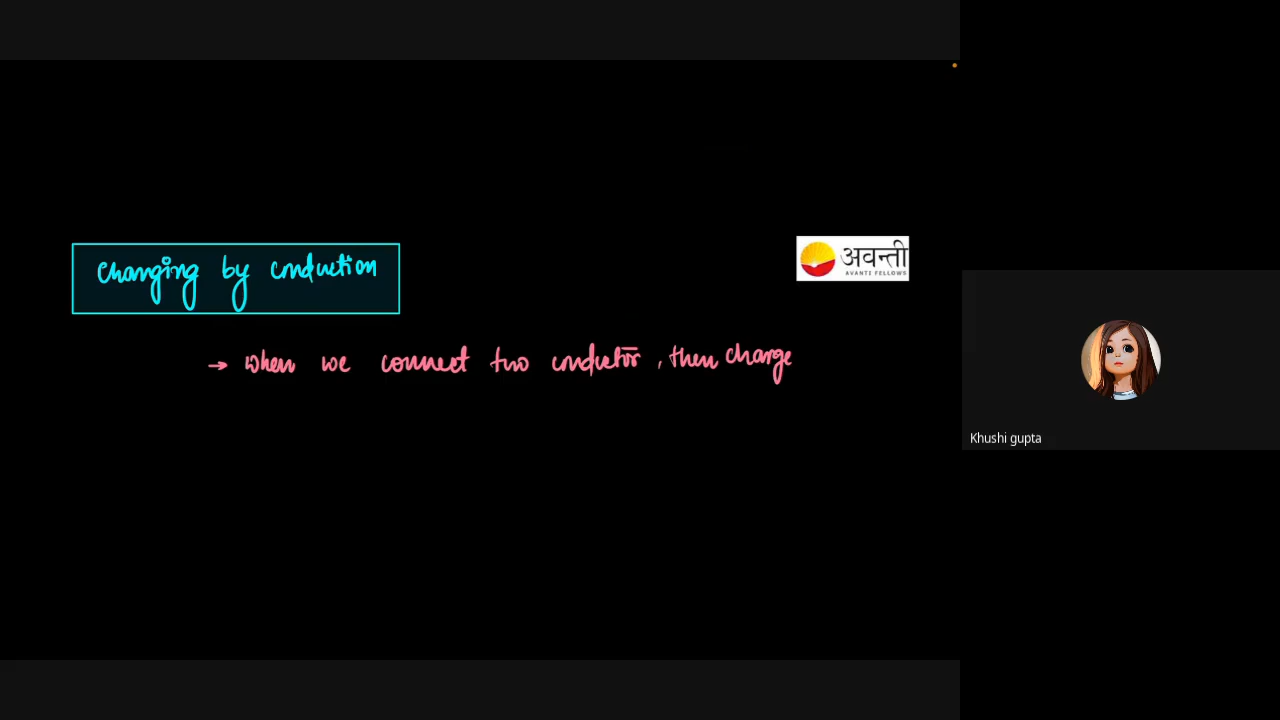 Changing by conduction
अवन्ती
AVANTI FELLOWS
→ When we connect two conductor, then charge
Khushi gupta